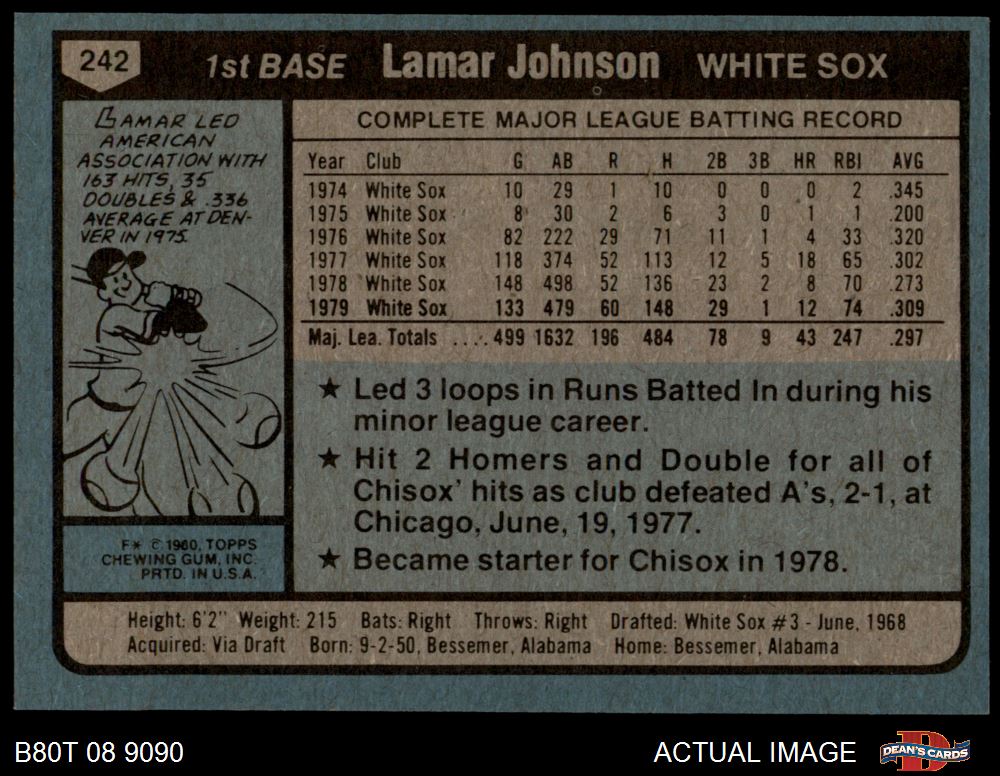 242 1st BASE Lamar Johnson WHITE SOX
LAMAR LED
AMERICAN
ASSOCIATION WITH
163 HITS, 35
DOUBLES & .336
AVERAGE AT DEN-
VER IN 1975.
COMPLETE MAJOR LEAGUE BATTING RECORD
Year Club G AB R H 2B 3B HR RBI AVG
1974 White Sox 10 29 1 10 0 0 0 2 .345
1975 White Sox 8 30 2 6 3 0 1 1 .200
1976 White Sox 82 222 29 71 11 1 4 33 .320
1977 White Sox 118 374 52 113 12 5 18 65 .302
1978 White Sox 148 498 52 136 23 2 8 70 .273
1979 White Sox 133 479 60 148 29 1 12 74 .309
Maj. Lea. Totals .... 499 1632 196 484 78 9 43 247 .297
★ Led 3 loops in Runs Batted In during his
minor league career.
★ Hit 2 Homers and Double for all of
Chisox' hits as club defeated A's, 2-1, at
Chicago, June, 19, 1977.
★ Became starter for Chisox in 1978.
F* © 1980, TOPPS
CHEWING GUM, INC.
PRTD. IN U.S.A.
Height: 6'2" Weight: 215 Bats: Right Throws: Right Drafted: White Sox #3 - June, 1968
Acquired: Via Draft Born: 9-2-50, Bessemer, Alabama Home: Bessemer, Alabama
B80T 08 9090 ACTUAL IMAGE DEAN'S CARDS